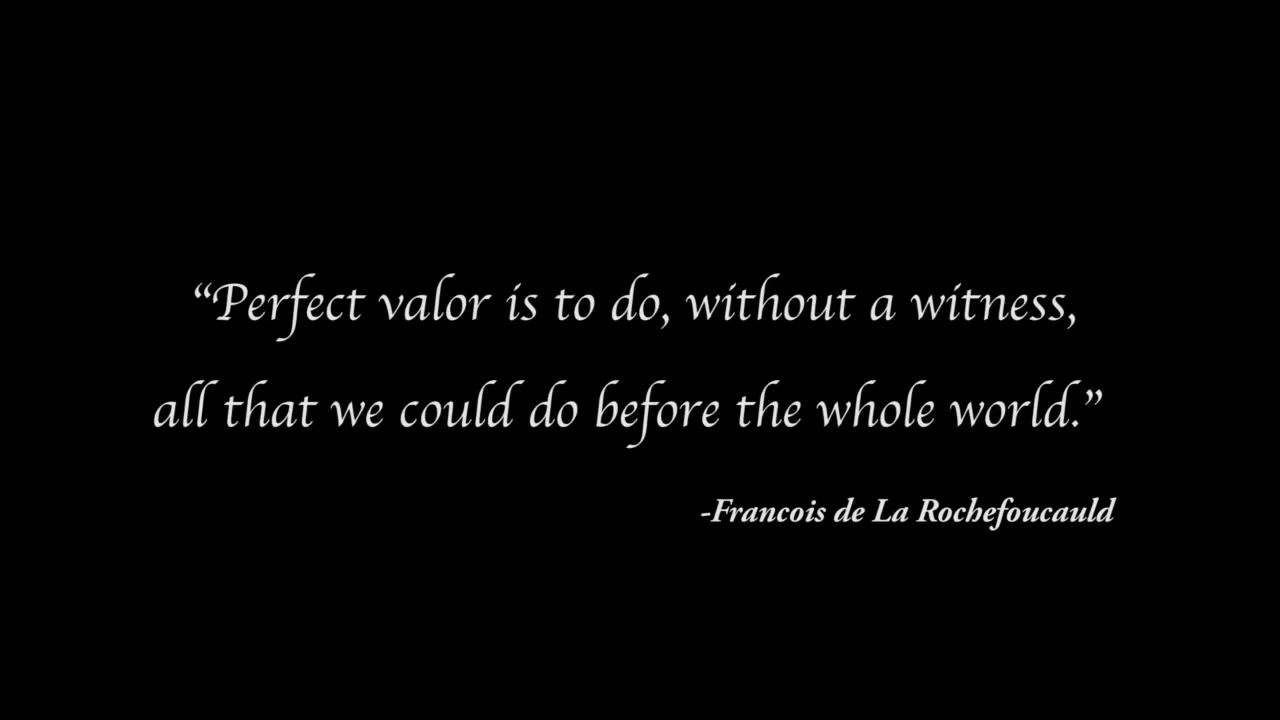 “Perfect valor is to do, without a witness,
all that we could do before the whole world.”
-Francois de La Rochefoucauld